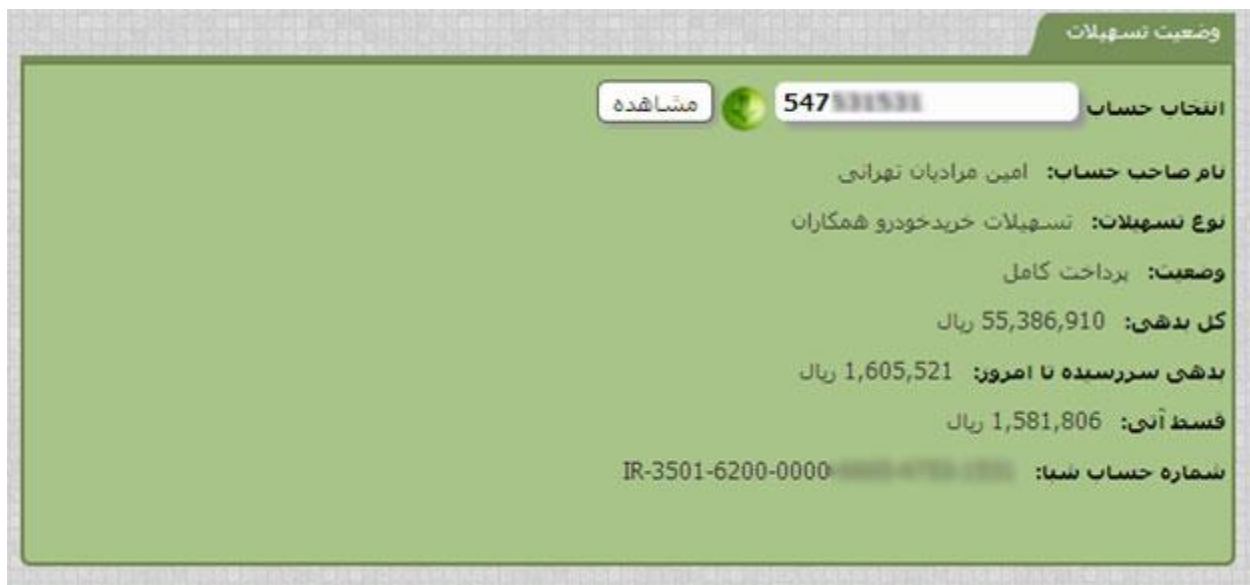 وضعیت تسهیلات
انتخاب حساب 547 مشاهده
نام صاحب حساب: امین مرادیان تهرانی
نوع تسهیلات: تسهیلات خریدخودرو همکاران
وضعیت: پرداخت کامل
کل بدهی: 55,386,910 ریال
بدهی سررسیده تا امروز: 1,605,521 ریال
قسط آتی: 1,581,806 ریال
شماره حساب شبا: IR-3501-6200-0000